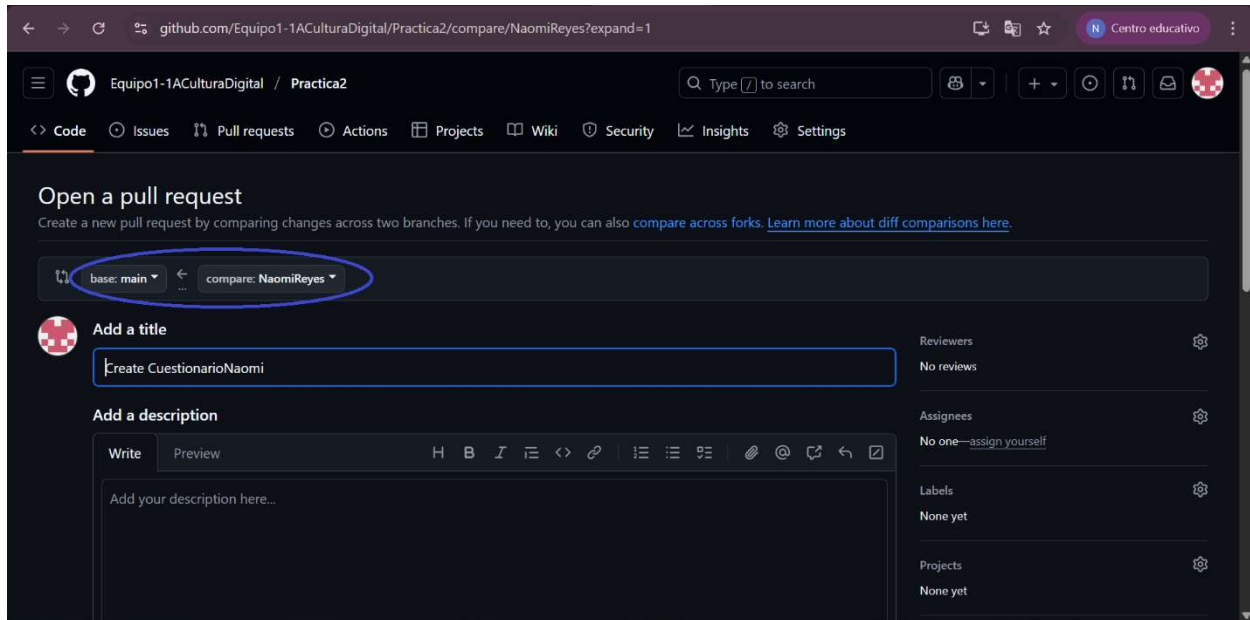 github.com/Equipo1-1ACulturaDigital/Practica2/compare/NaomiReyes?expand=1
N Centro educativo
Equipo1-1ACulturaDigital / Practica2
Type / to search
<> Code Issues Pull requests Actions Projects Wiki Security Insights Settings
Open a pull request
Create a new pull request by comparing changes across two branches. If you need to, you can also compare across forks. Learn more about diff comparisons here.
base: main ← compare: NaomiReyes
...
Add a title
Create CuestionarioNaomi
Add a description
Write Preview H B I <> @
Add your description here...
Reviewers
No reviews
Assignees
No one—assign yourself
Labels
None yet
Projects
None yet